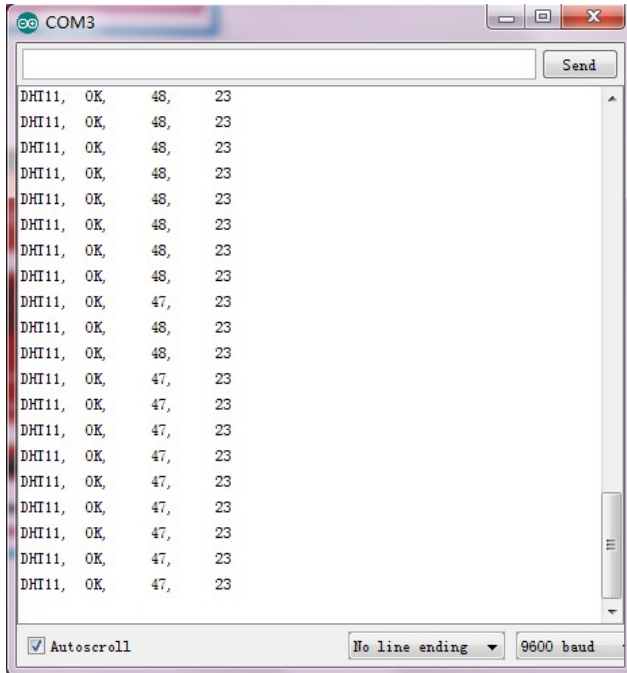 COM3
Send
DHT11, OK, 48, 23
DHT11, OK, 48, 23
DHT11, OK, 48, 23
DHT11, OK, 48, 23
DHT11, OK, 48, 23
DHT11, OK, 48, 23
DHT11, OK, 48, 23
DHT11, OK, 48, 23
DHT11, OK, 47, 23
DHT11, OK, 48, 23
DHT11, OK, 48, 23
DHT11, OK, 47, 23
DHT11, OK, 47, 23
DHT11, OK, 47, 23
DHT11, OK, 47, 23
DHT11, OK, 47, 23
DHT11, OK, 47, 23
DHT11, OK, 47, 23
DHT11, OK, 47, 23
DHT11, OK, 47, 23
Autoscroll No line ending 9600 baud